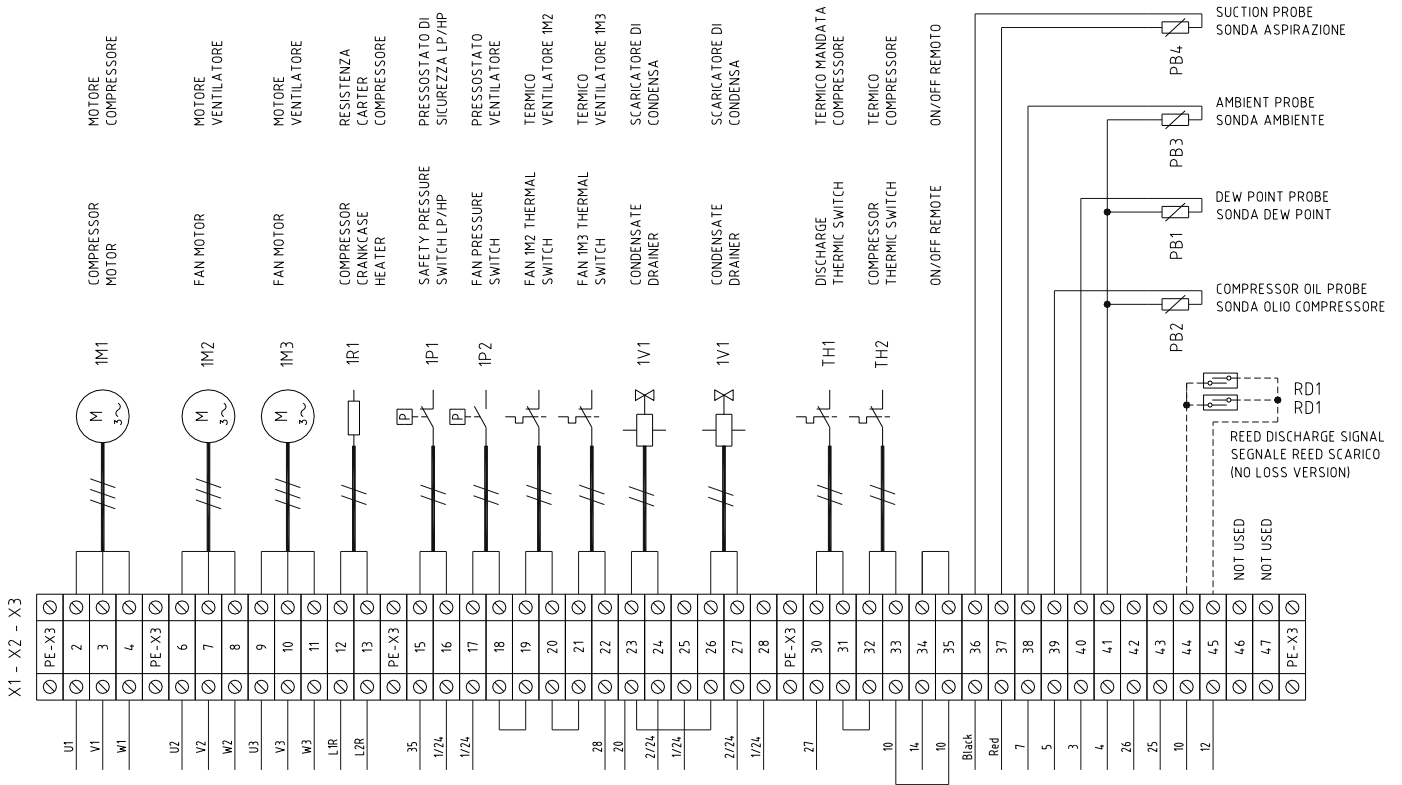 MOTORE
COMPRESSORE
MOTORE
VENTILATORE
MOTORE
VENTILATORE
RESISTENZA
CARTER
COMPRESSORE
PRESSOSTATO DI
SICUREZZA LP/HP
PRESSOSTATO
VENTILATORE
TERMICO
VENTILATORE 1M2
TERMICO
VENTILATORE 1M3
SCARICATORE DI
CONDENSA
SCARICATORE DI
CONDENSA
TERMICO MANDATA
COMPRESSORE
TERMICO
COMPRESSORE
ON/OFF REMOTO
COMPRESSOR
MOTOR
FAN MOTOR
FAN MOTOR
COMPRESSOR
CRANKCASE
HEATER
SAFETY PRESSURE
SWITCH LP/HP
FAN PRESSURE
SWITCH
FAN 1M2 THERMAL
SWITCH
FAN 1M3 THERMAL
SWITCH
CONDENSATE
DRAINER
CONDENSATE
DRAINER
DISCHARGE
THERMIC SWITCH
COMPRESSOR
THERMIC SWITCH
ON/OFF REMOTE
SUCTION PROBE
SONDA ASPIRAZIONE
PB4
AMBIENT PROBE
SONDA AMBIENTE
PB3
DEW POINT PROBE
SONDA DEW POINT
PB1
COMPRESSOR OIL PROBE
SONDA OLIO COMPRESSORE
PB2
1M1
1M2
1M3
1R1
1P1
1P2
1V1
1V1
TH1
TH2
M
3~
M
3~
M
3~
P
P
RD1
RD1
REED DISCHARGE SIGNAL
SEGNALE REED SCARICO
(NO LOSS VERSION)
NOT USED
NOT USED
X1 - X2 - X3
PE-X3
2
3
4
PE-X3
6
7
8
9
10
11
12
13
PE-X3
15
16
17
18
19
20
21
22
23
24
25
26
27
28
PE-X3
30
31
32
33
34
35
36
37
38
39
40
41
42
43
44
45
46
47
PE-X3
U1
V1
W1
U2
V2
W2
U3
V3
W3
L1R
L2R
35
1/24
1/24
28
20
2/24
1/24
2/24
1/24
27
10
14
10
Black
Red
7
5
3
4
26
25
10
12